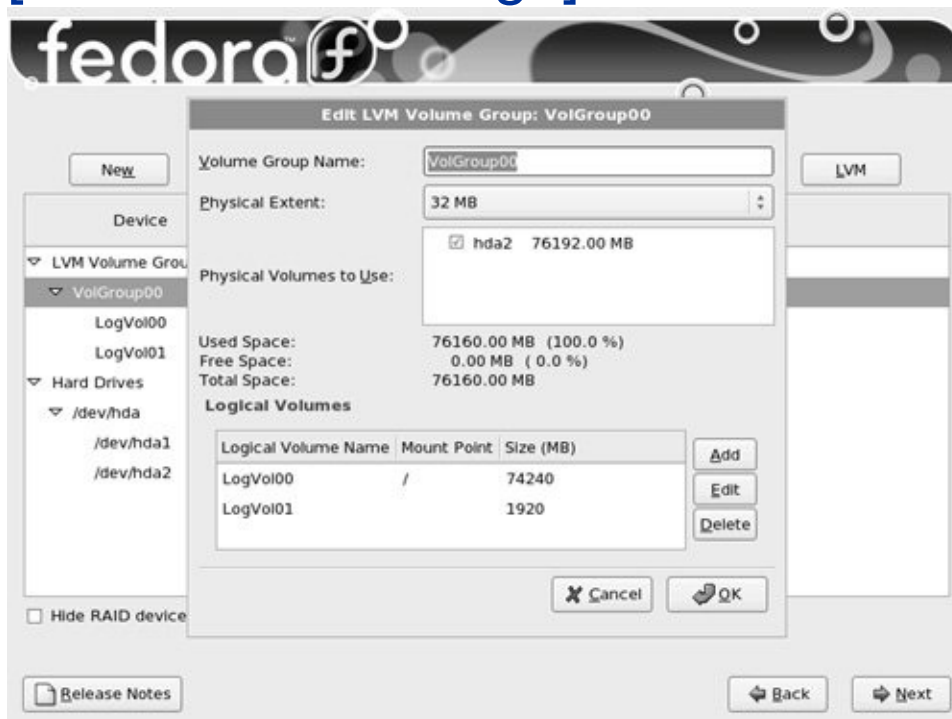 fedora
Edit LVM Volume Group: VolGroup00
New
LVM
Volume Group Name: VolGroup00
Physical Extent: 32 MB
Physical Volumes to Use:
hda2 76192.00 MB
Used Space: 76160.00 MB (100.0 %)
Free Space: 0.00 MB ( 0.0 %)
Total Space: 76160.00 MB
Logical Volumes
Logical Volume Name Mount Point Size (MB)
LogVol00 / 74240
LogVol01 1920
Add
Edit
Delete
Cancel
OK
Device
LVM Volume Grou
VolGroup00
LogVol00
LogVol01
Hard Drives
/dev/hda
/dev/hda1
/dev/hda2
Hide RAID device
Release Notes
Back
Next